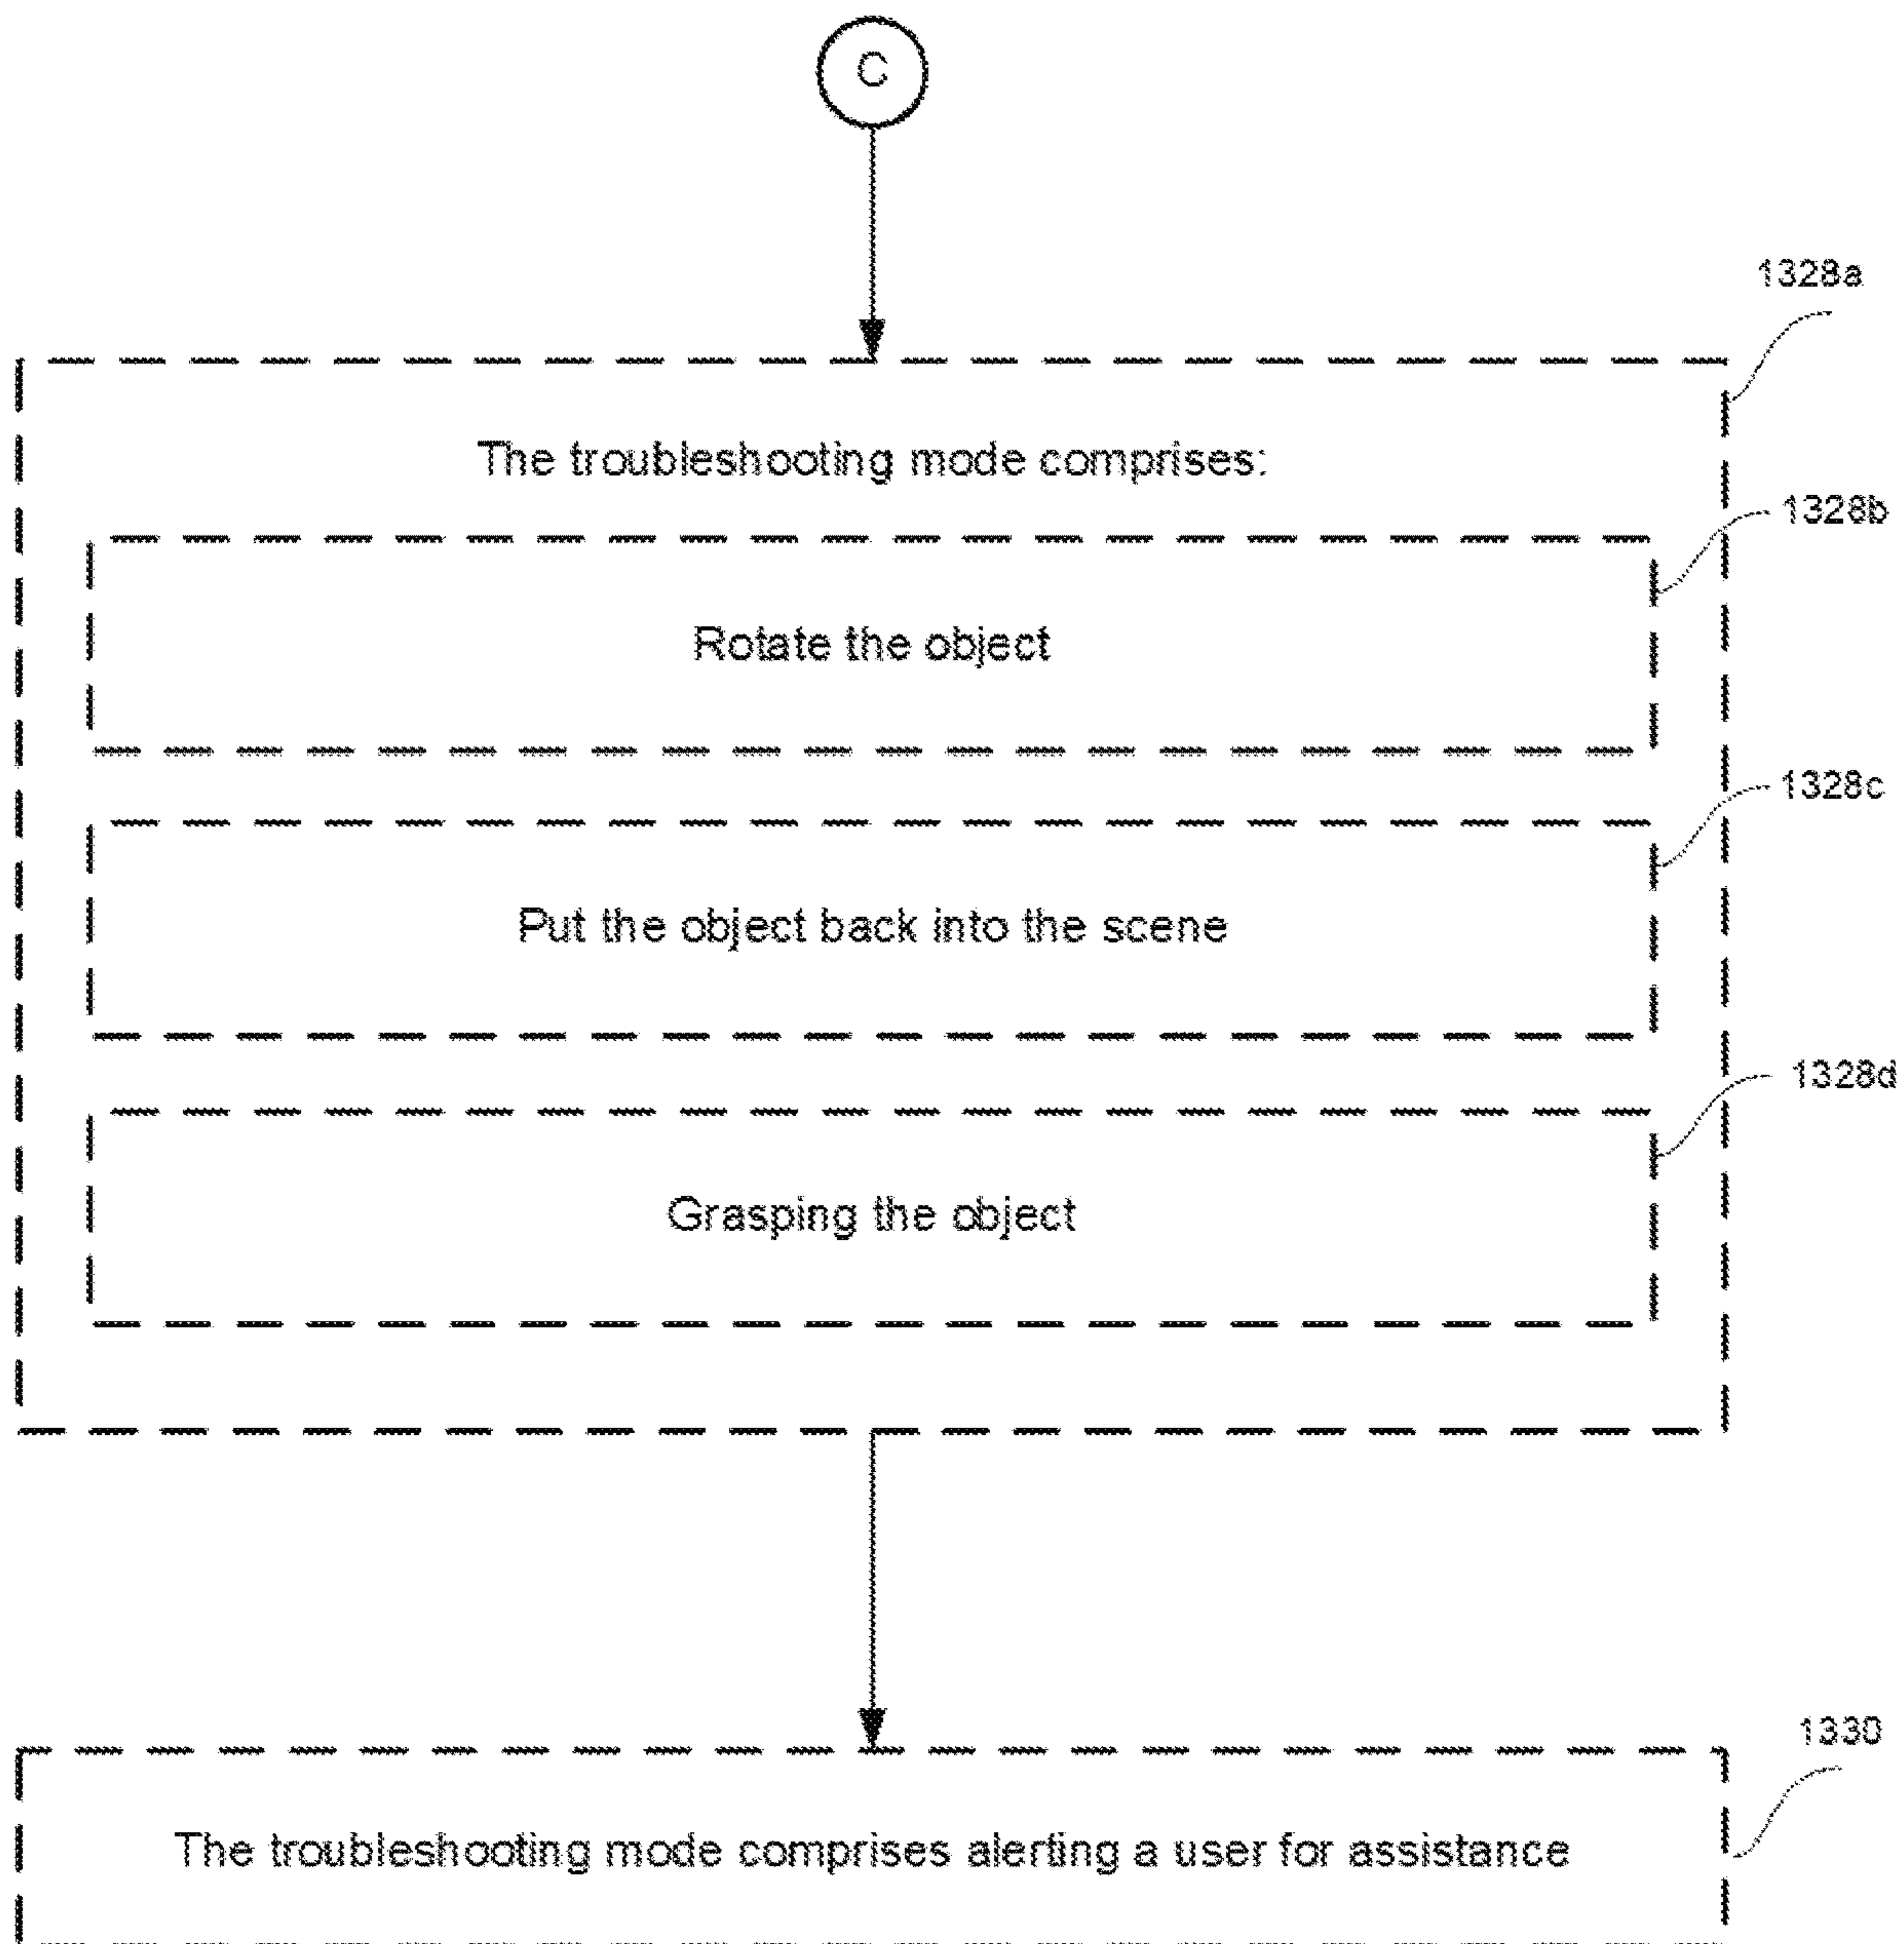 C
1328a
The troubleshooting mode comprises:
1328b
Rotate the object
1328c
Put the object back into the scene
1328d
Grasping the object
1330
The troubleshooting mode comprises alerting a user for assistance